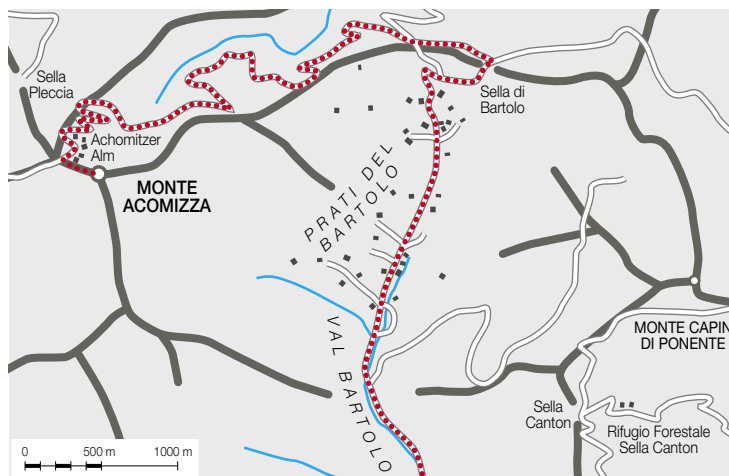 Sella
Pleccia
Achomitzer
Alm
MONTE
ACOMIZZA
Sella di
Bartolo
PRATI DEL
BARTOLO
VAL BARTOLO
MONTE CAPIN
DI PONENTE
Sella
Canton
Rifugio Forestale
Sella Canton
0 500 m 1000 m